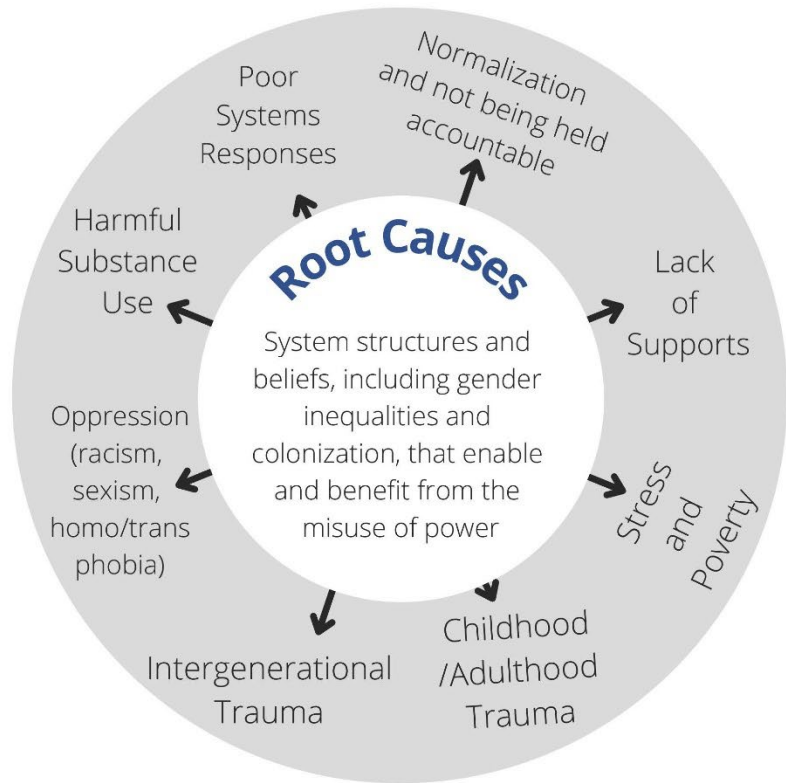 Root Causes
System structures and
beliefs, including gender
inequalities and
colonization, that enable
and benefit from the
misuse of power
Normalization
and not being held
accountable
Lack
of
Supports
Stress
and
Poverty
Childhood
/Adulthood
Trauma
Intergenerational
Trauma
Oppression
(racism,
sexism,
homo/trans
phobia)
Harmful
Substance
Use
Poor
Systems
Responses